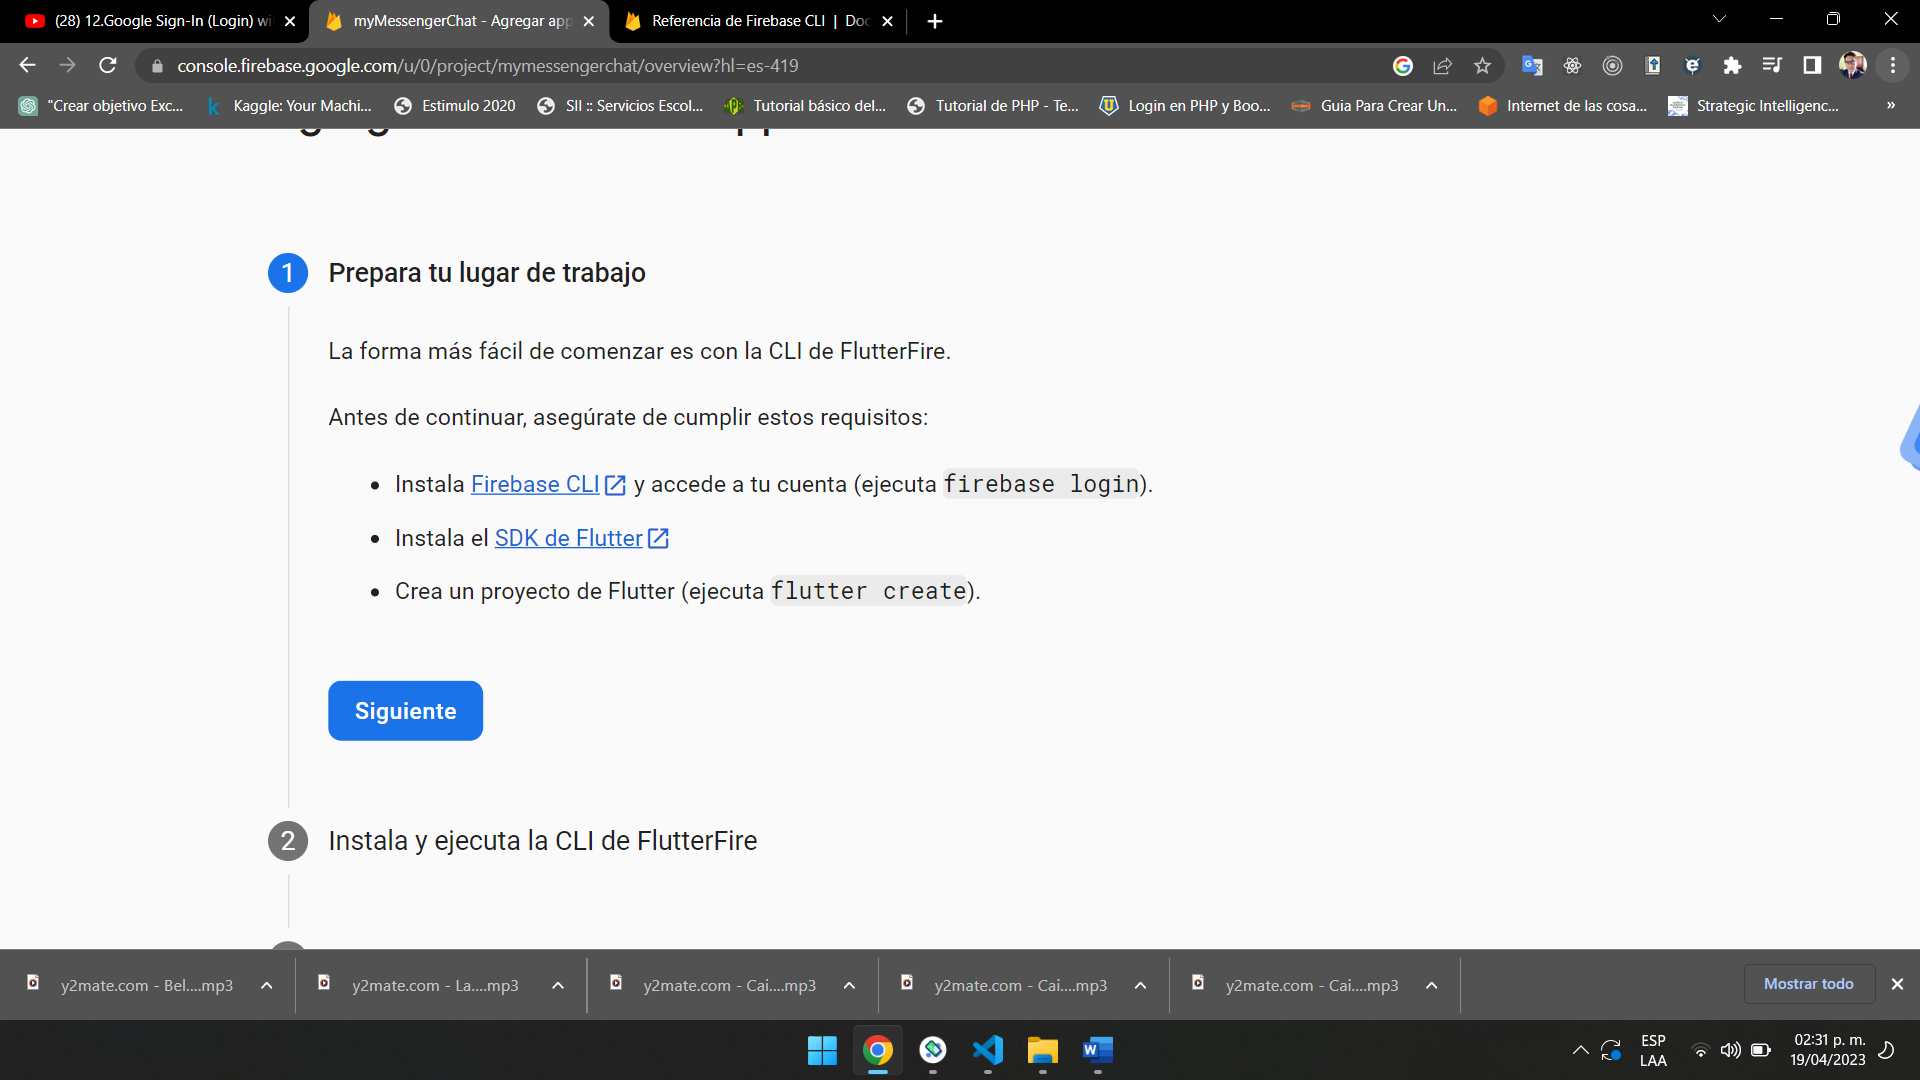 (28) 12.Google Sign-In (Login) wi
myMessengerChat - Agregar app
Referencia de Firebase CLI | Doc
console.firebase.google.com/u/0/project/mymessengerchat/overview?hl=es-419
"Crear objetivo Exc...
Kaggle: Your Machi...
Estimulo 2020
SII :: Servicios Escol...
Tutorial básico del...
Tutorial de PHP - Te...
Login en PHP y Boo...
Guia Para Crear Un...
Internet de las cosa...
Strategic Intelligenc...
»
1 Prepara tu lugar de trabajo
La forma más fácil de comenzar es con la CLI de FlutterFire.
Antes de continuar, asegúrate de cumplir estos requisitos:
• Instala Firebase CLI y accede a tu cuenta (ejecuta firebase login).
• Instala el SDK de Flutter
• Crea un proyecto de Flutter (ejecuta flutter create).
Siguiente
2 Instala y ejecuta la CLI de FlutterFire
y2mate.com - Bel....mp3
y2mate.com - La....mp3
y2mate.com - Cai....mp3
y2mate.com - Cai....mp3
y2mate.com - Cai....mp3
Mostrar todo
ESP
LAA
02:31 p. m.
19/04/2023